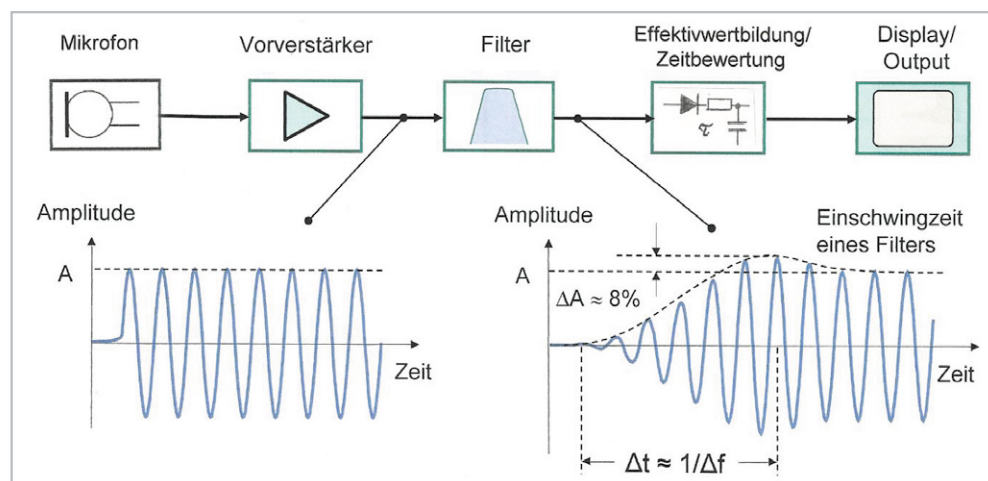 Mikrofon
Vorverstärker
Filter
Effektivwertbildung/
Zeitbewertung
Display/
Output
τ
Amplitude
A
Zeit
Amplitude
Einschwingzeit
eines Filters
A
ΔA ≈ 8%
Zeit
Δt ≈ 1/Δf